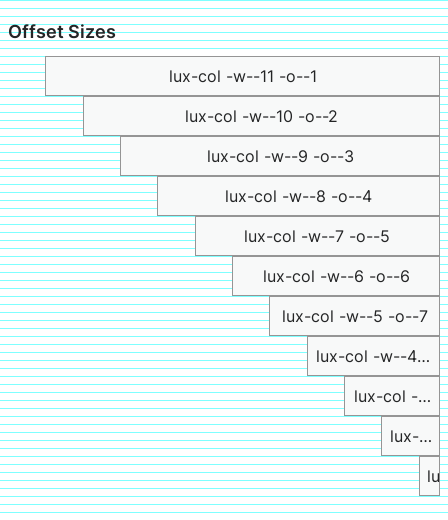 Offset Sizes
lux-col -w--11 -o--1
lux-col -w--10 -o--2
lux-col -w--9 -o--3
lux-col -w--8 -o--4
lux-col -w--7 -o--5
lux-col -w--6 -o--6
lux-col -w--5 -o--7
lux-col -w--4...
lux-col -...
lux-...
lu